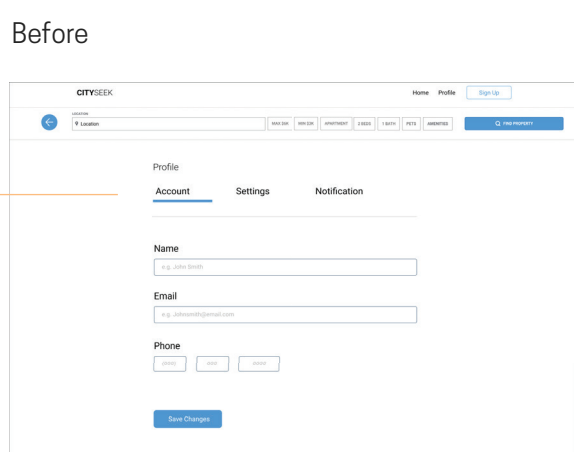 Before
CITYSEEK
Home Profile Sign Up
LOCATION
Location
MAX $6K MIN $2K APARTMENT 2 BEDS 1 BATH PETS AMENITIES FIND PROPERTY
Profile
Account Settings Notification
Name
e.g. John Smith
Email
e.g. Johnsmith@email.com
Phone
Save Changes